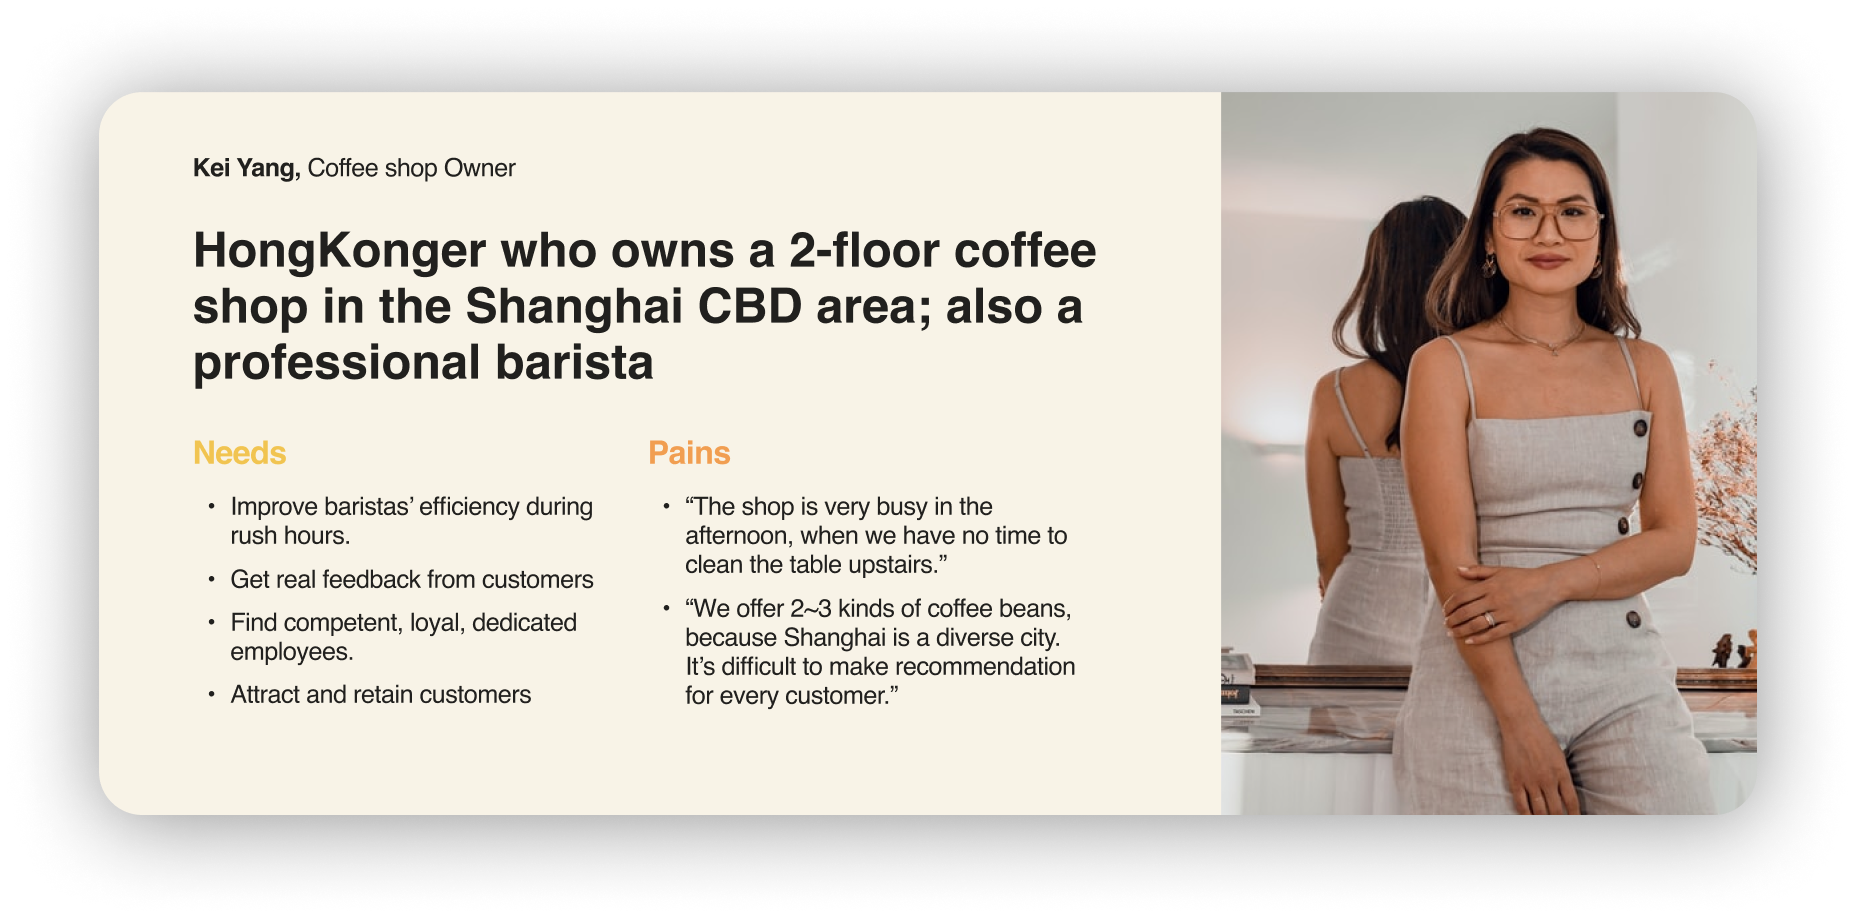 Kei Yang, Coffee shop Owner
HongKonger who owns a 2-floor coffee
shop in the Shanghai CBD area; also a
professional barista
Needs
• Improve baristas’ efficiency during
rush hours.
• Get real feedback from customers
• Find competent, loyal, dedicated
employees.
• Attract and retain customers
Pains
• “The shop is very busy in the
afternoon, when we have no time to
clean the table upstairs.”
• “We offer 2~3 kinds of coffee beans,
because Shanghai is a diverse city.
It’s difficult to make recommendation
for every customer.”
TASCHEN